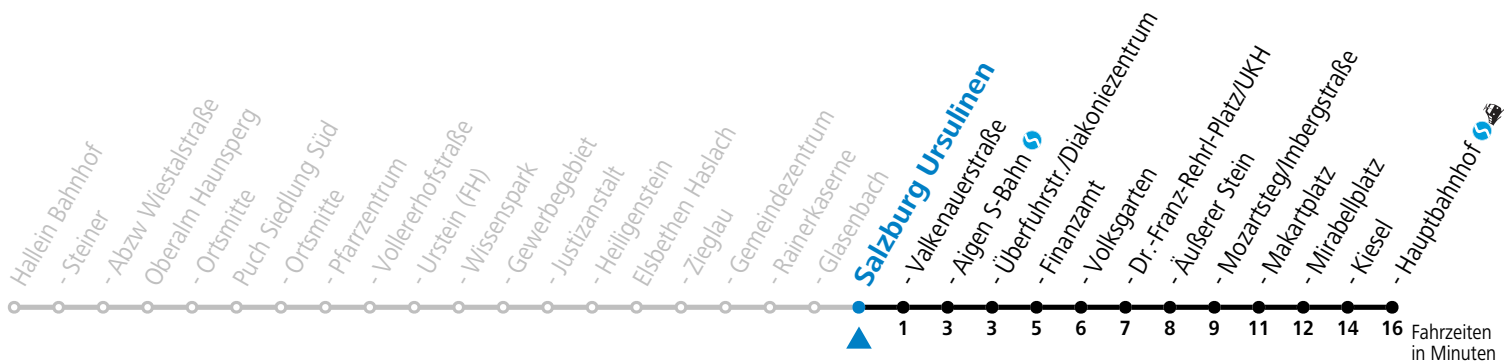 Hallein Bahnhof
- Steiner
- Abzw Wiestalstraße
Oberalm Haunsperg
- Ortsmitte
Puch Siedlung Süd
- Ortsmitte
- Pfarrzentrum
- Vollererhofstraße
- Urstein (FH)
- Wissenspark
- Gewerbegebiet
- Justizanstalt
- Heiligenstein
Elsbethen Haslach
- Zieglau
- Gemeindezentrum
- Rainerkaserne
- Glasenbach
Salzburg Ursulinen
- Valkenauerstraße
- Aigen S-Bahn
- Überfuhrstr./Diakoniezentrum
- Finanzamt
- Volksgarten
- Dr.-Franz-Rehrl-Platz/UKH
- Äußerer Stein
- Mozartsteg/Imbergstraße
- Makartplatz
- Mirabellplatz
- Kiesel
- Hauptbahnhof
1 3 3 5 6 7 8 9 11 12 14 16 Fahrzeiten
in Minuten